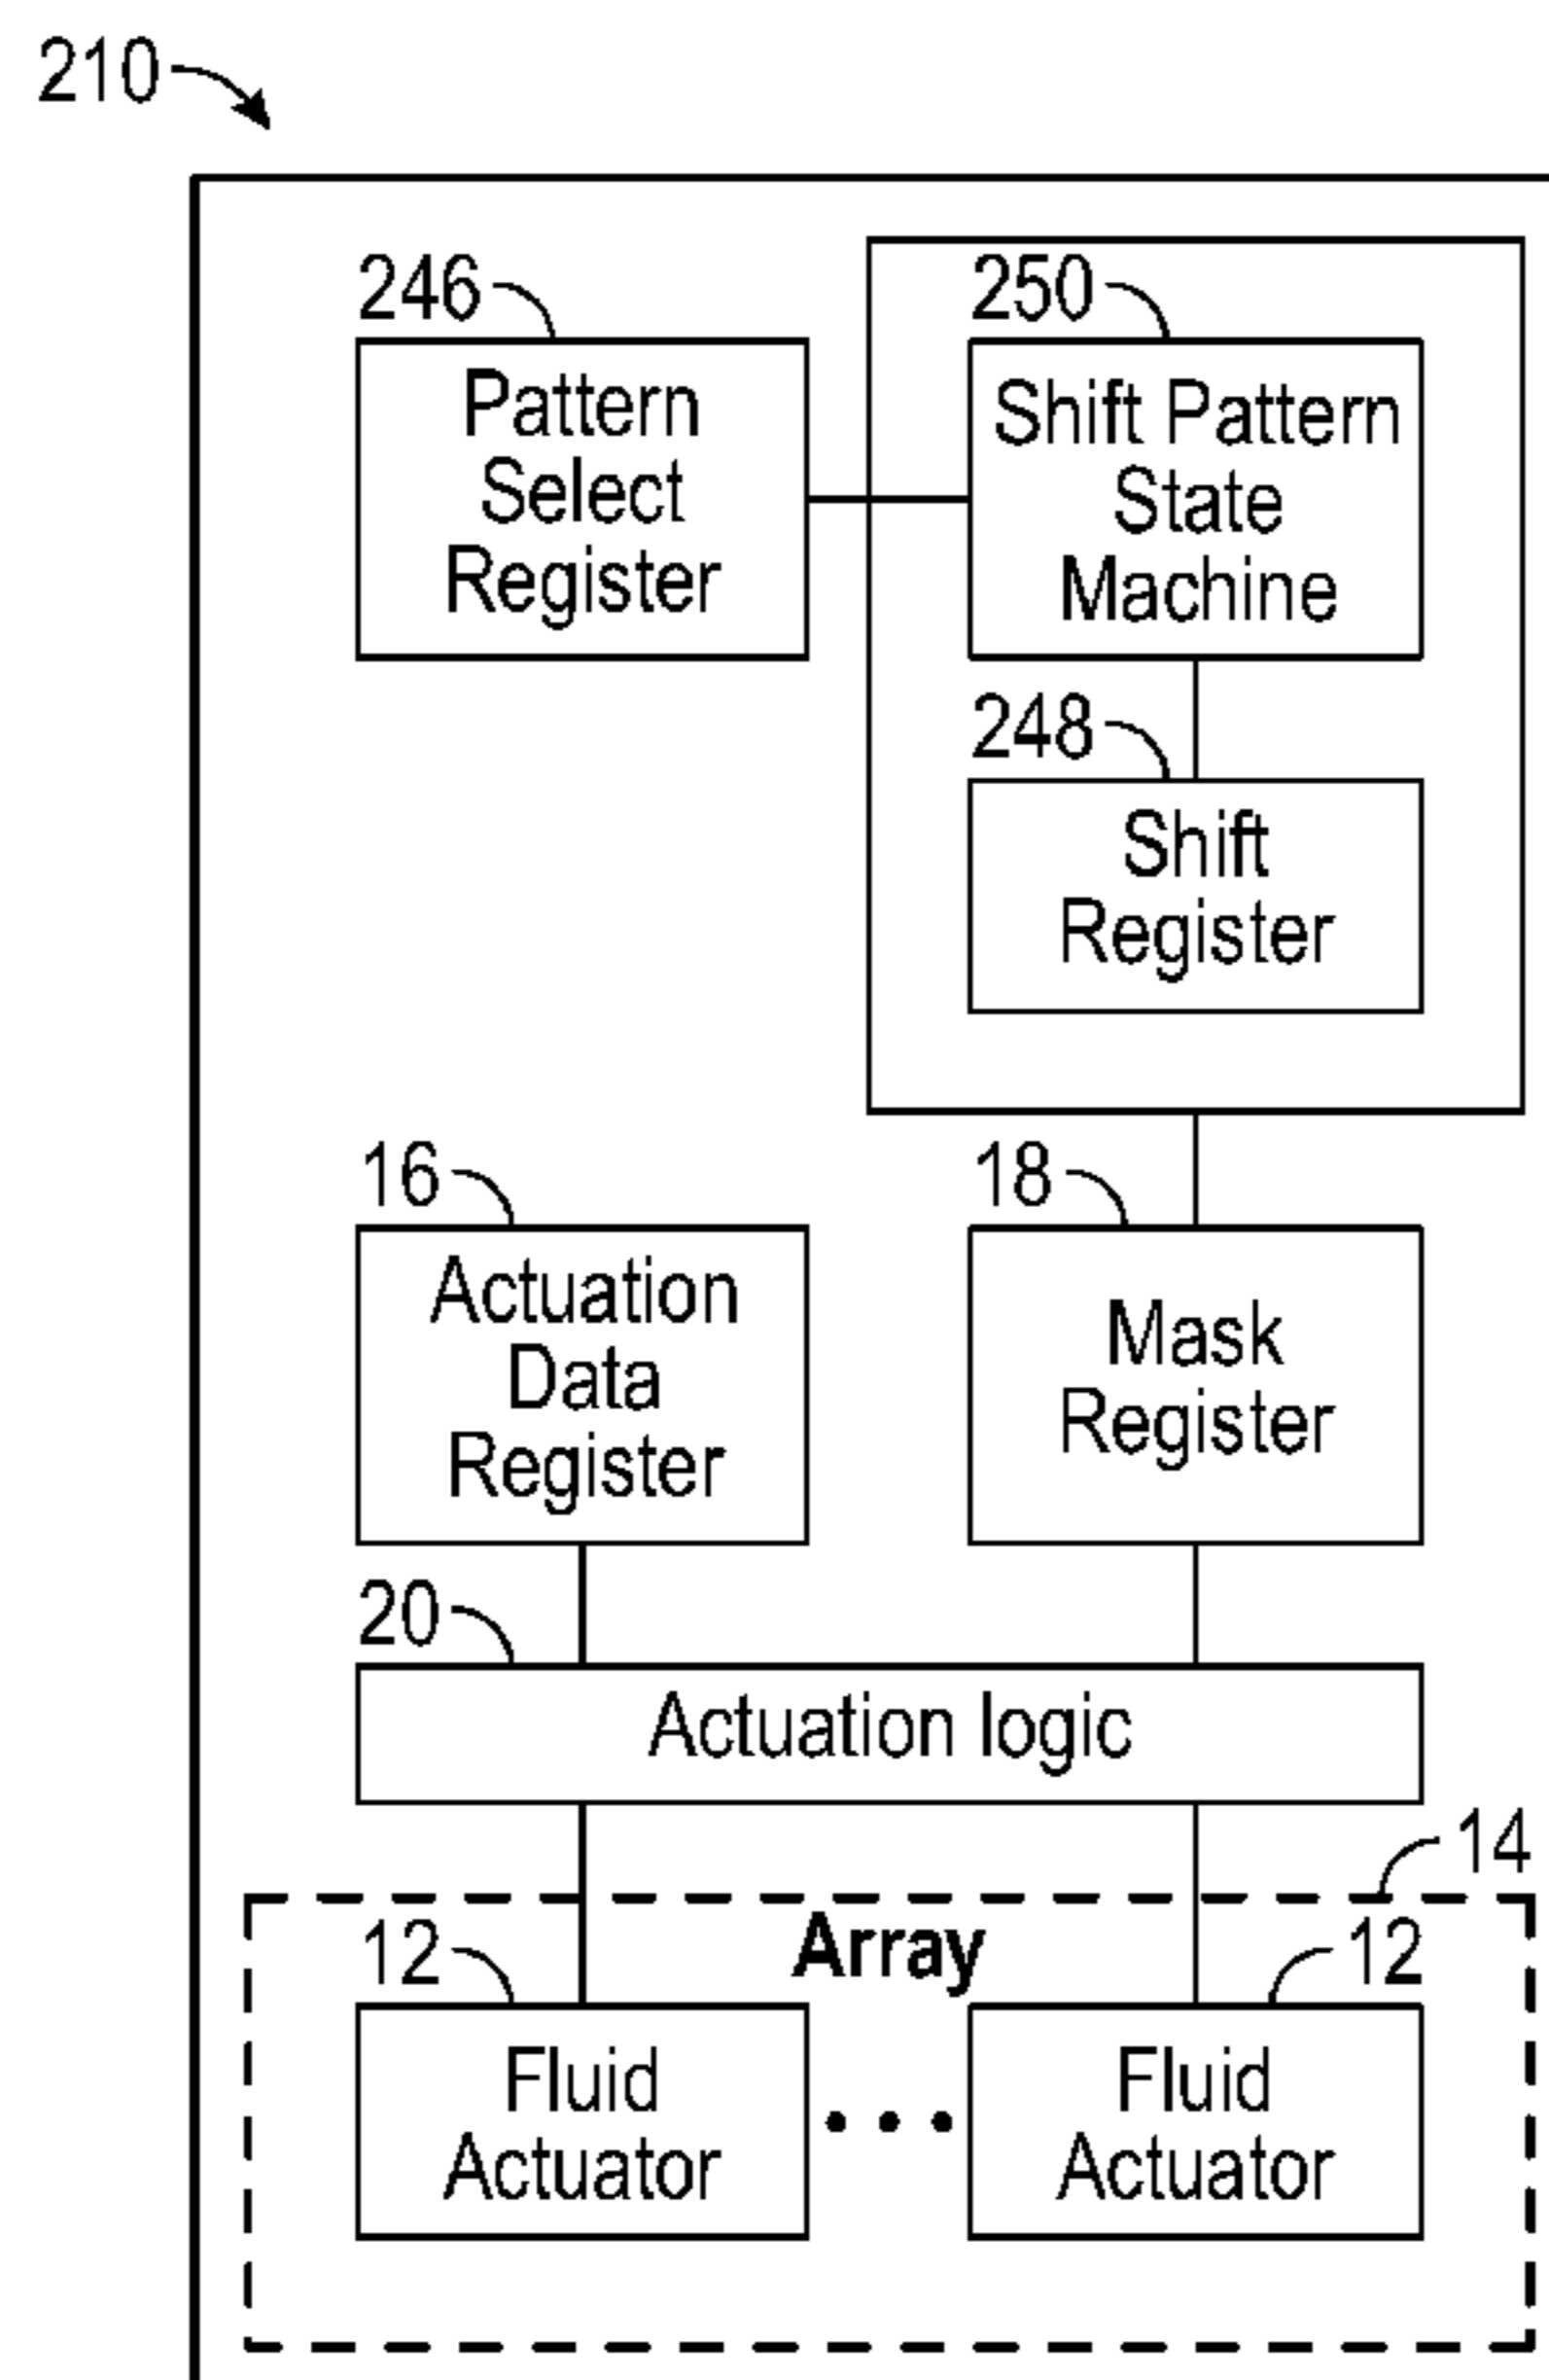 210
246
250
Pattern
Select
Register
Shift Pattern
State
Machine
248
Shift
Register
16
18
Actuation
Data
Register
Mask
Register
20
Actuation logic
14
Array
12
12
Fluid
Actuator
Fluid
Actuator